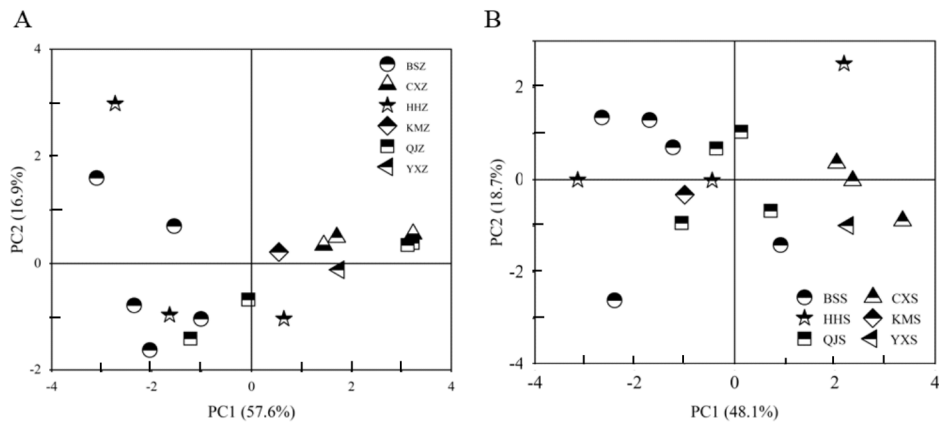 A
PC2 (16.9%)
4
2
0
-2
-4
-2
0
2
4
PC1 (57.6%)
BSZ
CXZ
HHZ
KMZ
QJZ
YXZ
B
PC2 (18.7%)
2
0
-2
-4
-4
-2
0
2
4
PC1 (48.1%)
BSS CXS
HHS KMS
QJS YXS